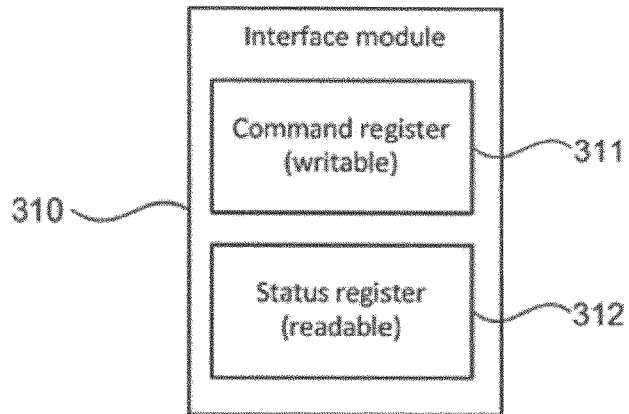 Interface module
Command register
(writable)
311
310
Status register
(readable)
312